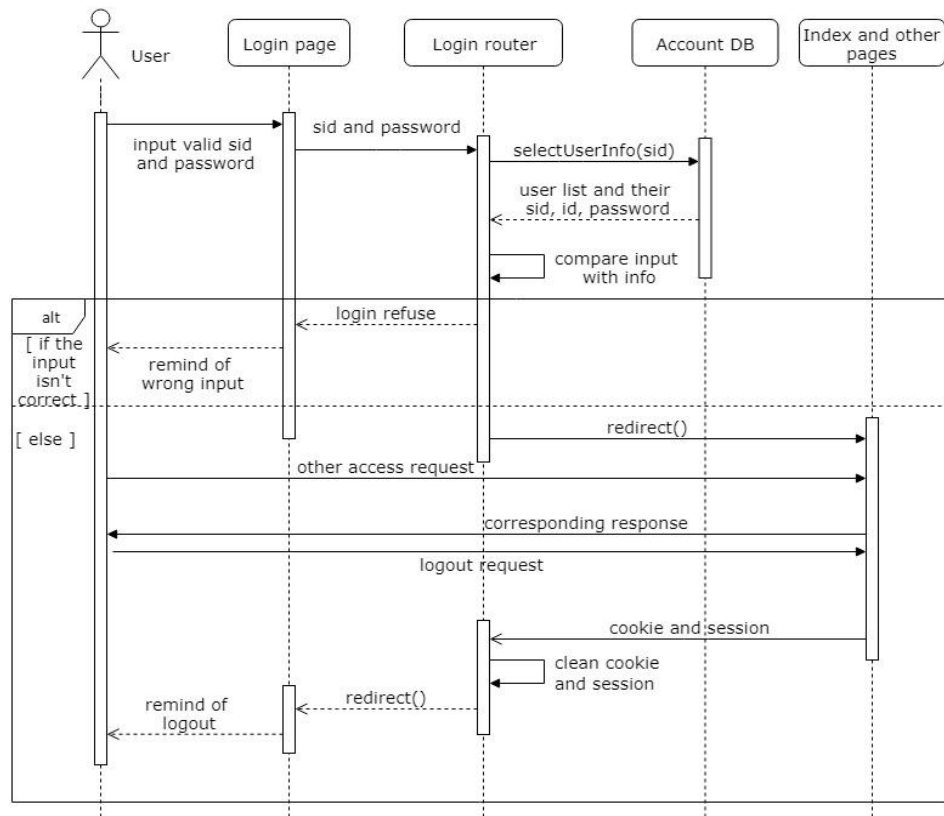 User
Login page
Login router
Account DB
Index and other
pages
input valid sid
and password
sid and password
selectUserInfo(sid)
user list and their
sid, id, password
compare input
with info
alt
[ if the
input
isn't
correct ]
login refuse
remind of
wrong input
[ else ]
redirect()
other access request
corresponding response
logout request
cookie and session
clean cookie
and session
redirect()
remind of
logout